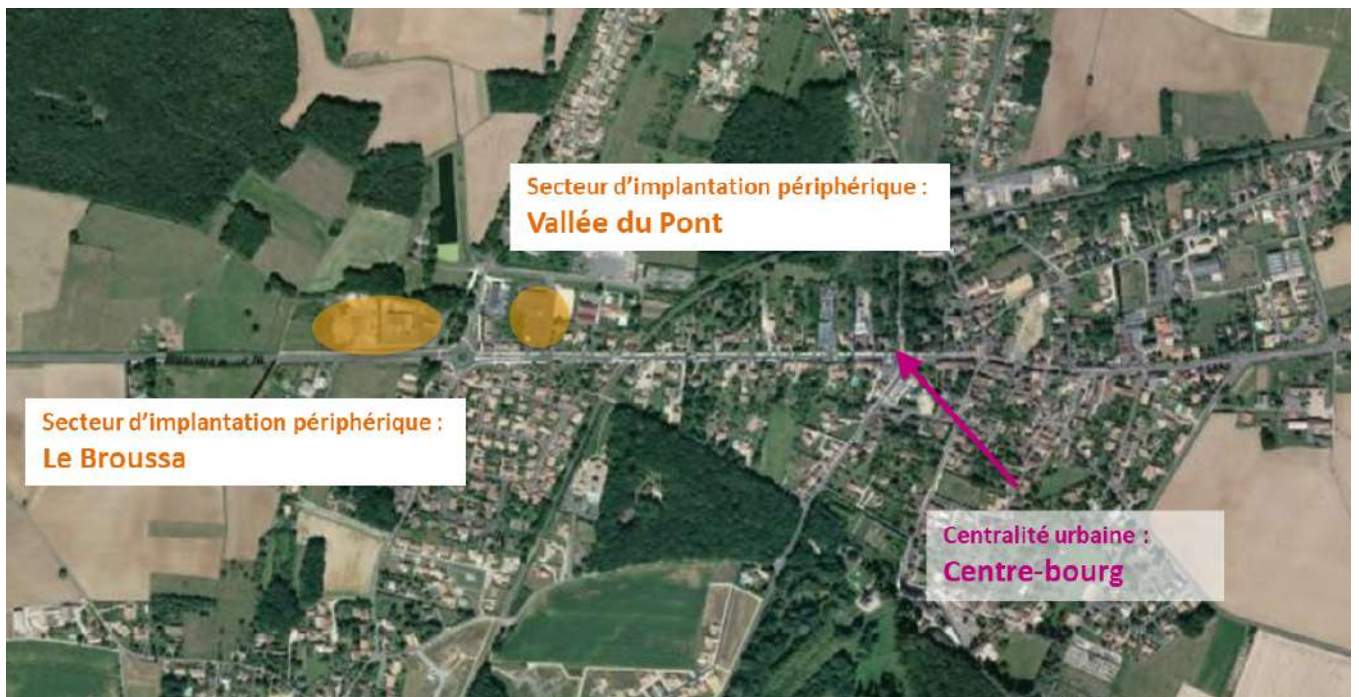 Secteur d'implantation périphérique :
Vallée du Pont
Secteur d'implantation périphérique :
Le Broussa
Centralité urbaine :
Centre-bourg